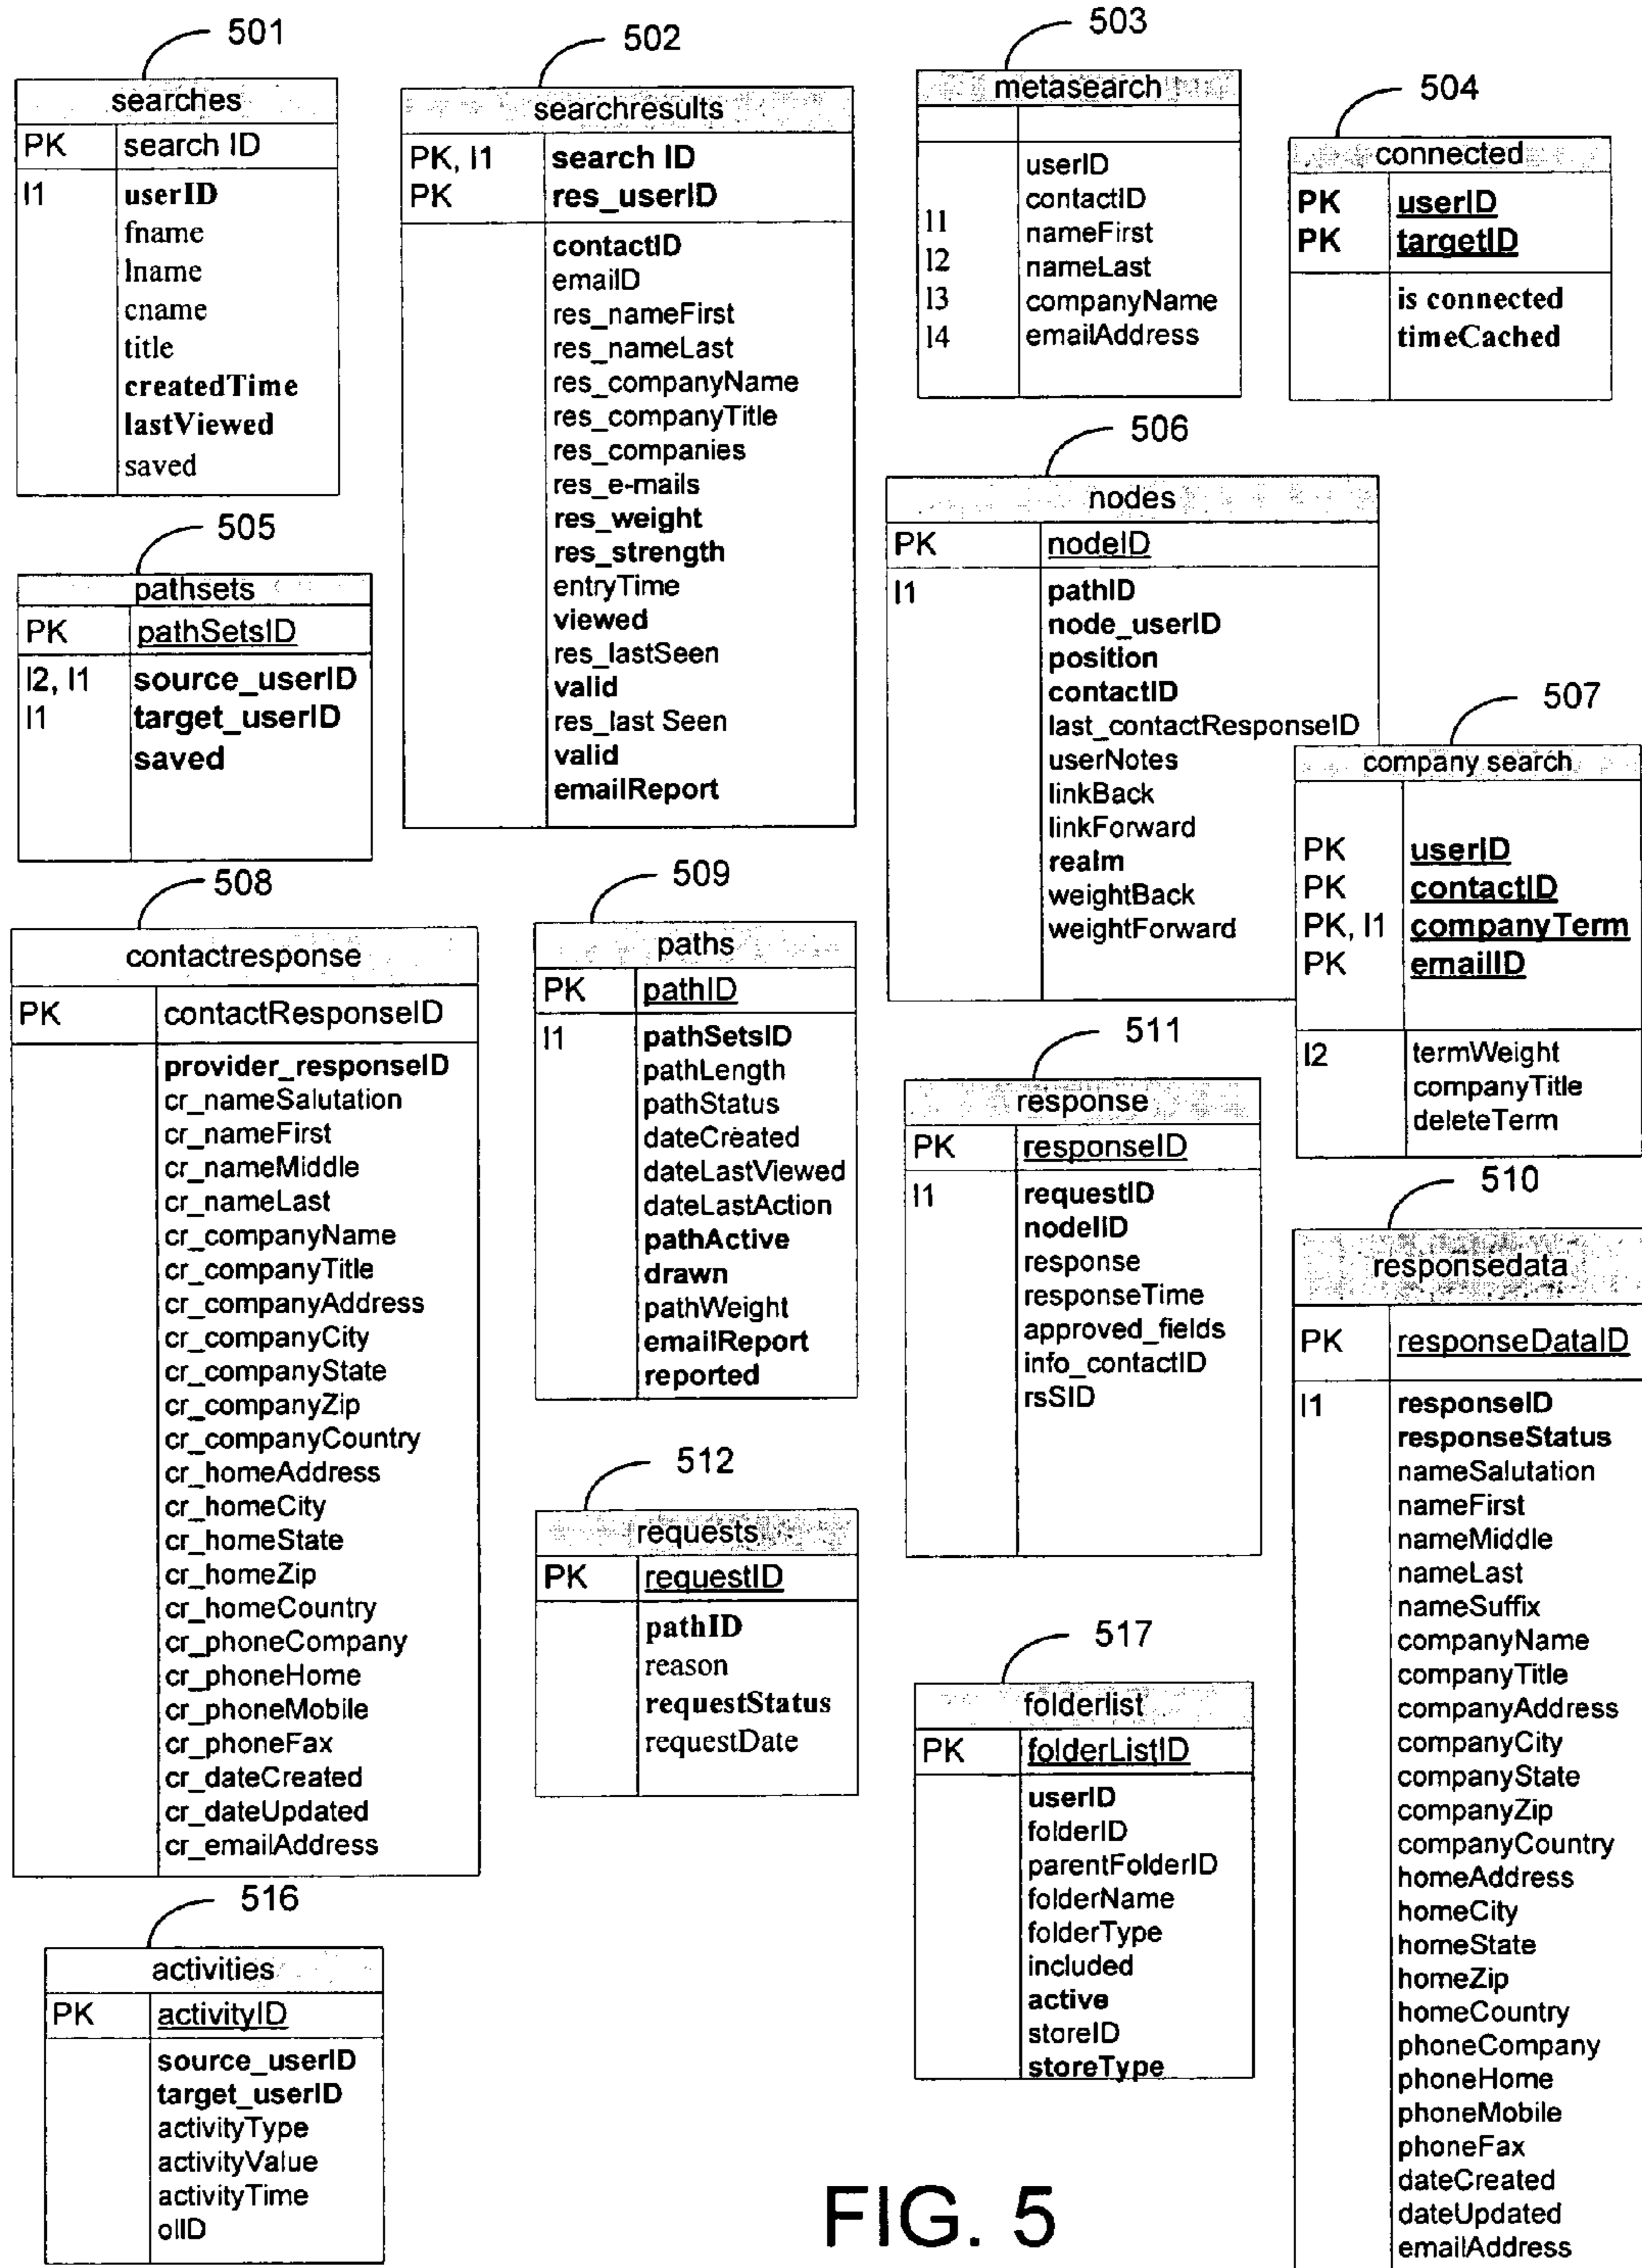 501
searches
PK search ID
I1 userID
fname
lname
cname
title
createdTime
lastViewed
saved
502
searchresults
PK, I1 search ID
PK res_userID
contactID
emailD
res_nameFirst
res_nameLast
res_companyName
res_companyTitle
res_companies
res_e-mails
res_weight
res_strength
entryTime
viewed
res_lastSeen
valid
res_last Seen
valid
emailReport
503
metasearch
userID
contactID
I1 nameFirst
I2 nameLast
I3 companyName
I4 emailAddress
504
connected
PK userID
PK targetID
is connected
timeCached
505
pathsets
PK pathSetsID
I2, I1 source_userID
I1 target_userID
saved
506
nodes
PK nodeID
I1 pathID
node_userID
position
contactID
last_contactResponseID
userNotes
linkBack
linkForward
realm
weightBack
weightForward
507
company search
PK userID
PK contactID
PK, I1 companyTerm
PK emailID
I2 termWeight
companyTitle
deleteTerm
508
contactresponse
PK contactResponseID
provider_responseID
cr_nameSalutation
cr_nameFirst
cr_nameMiddle
cr_nameLast
cr_companyName
cr_companyTitle
cr_companyAddress
cr_companyCity
cr_companyState
cr_companyZip
cr_companyCountry
cr_homeAddress
cr_homeCity
cr_homeState
cr_homeZip
cr_homeCountry
cr_phoneCompany
cr_phoneHome
cr_phoneMobile
cr_phoneFax
cr_dateCreated
cr_dateUpdated
cr_emailAddress
509
paths
PK pathID
I1 pathSetsID
pathLength
pathStatus
dateCreated
dateLastViewed
dateLastAction
pathActive
drawn
pathWeight
emailReport
reported
511
response
PK responseID
I1 requestID
nodeIID
response
responseTime
approved_fields
info_contactID
rsSID
510
responsedata
PK responseDataID
I1 responseID
responseStatus
nameSalutation
nameFirst
nameMiddle
nameLast
nameSuffix
companyName
companyTitle
companyAddress
companyCity
companyState
companyZip
companyCountry
homeAddress
homeCity
homeState
homeZip
homeCountry
phoneCompany
phoneHome
phoneMobile
phoneFax
dateCreated
dateUpdated
emailAddress
512
requests
PK requestID
pathID
reason
requestStatus
requestDate
517
folderlist
PK folderListID
userID
folderID
parentFolderID
folderName
folderType
included
active
storeID
storeType
516
activities
PK activityID
source_userID
target_userID
activityType
activityValue
activityTime
olID
FIG. 5